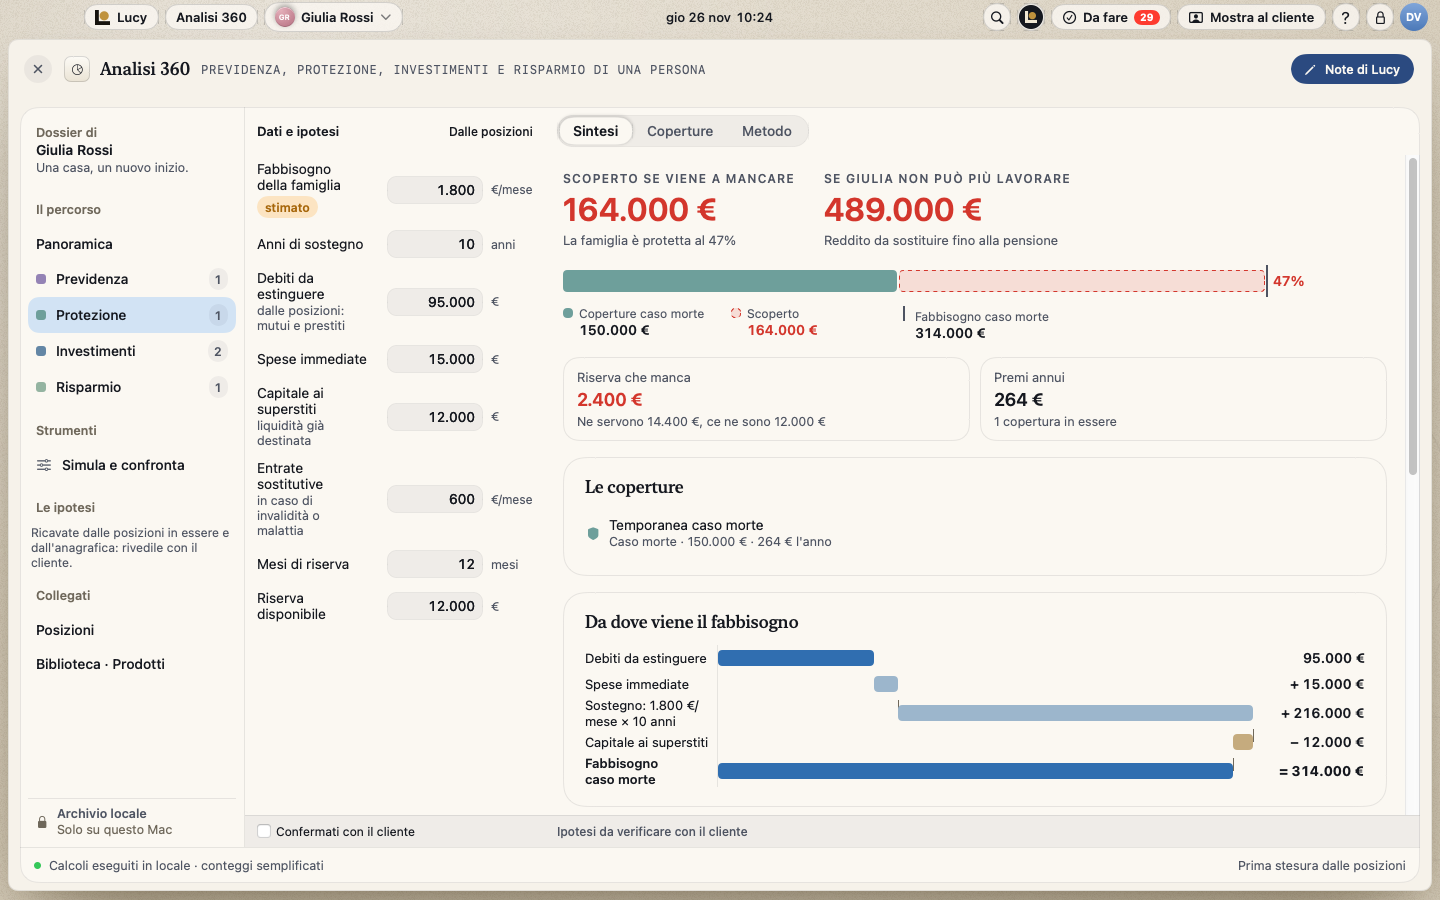 Lucy
Analisi 360
GR Giulia Rossi
gio 26 nov 10:24
Da fare 29
Mostra al cliente
?
DV
Analisi 360
PREVIDENZA, PROTEZIONE, INVESTIMENTI E RISPARMIO DI UNA PERSONA
Note di Lucy
Dossier di
Giulia Rossi
Una casa, un nuovo inizio.
Il percorso
Panoramica
Previdenza 1
Protezione 1
Investimenti 2
Risparmio 1
Strumenti
Simula e confronta
Le ipotesi
Ricavate dalle posizioni in essere e
dall'anagrafica: rivedile con il
cliente.
Collegati
Posizioni
Biblioteca · Prodotti
Archivio locale
Solo su questo Mac
Dati e ipotesi
Dalle posizioni
Fabbisogno
della famiglia
stimato
1.800 €/mese
Anni di sostegno
10 anni
Debiti da
estinguere
dalle posizioni:
mutui e prestiti
95.000 €
Spese immediate
15.000 €
Capitale ai
superstiti
liquidità già
destinata
12.000 €
Entrate
sostitutive
in caso di
invalidità o
malattia
600 €/mese
Mesi di riserva
12 mesi
Riserva
disponibile
12.000 €
Confermati con il cliente
Sintesi
Coperture
Metodo
SCOPERTO SE VIENE A MANCARE
164.000 €
La famiglia è protetta al 47%
SE GIULIA NON PUÒ PIÙ LAVORARE
489.000 €
Reddito da sostituire fino alla pensione
47%
Coperture caso morte
150.000 €
Scoperto
164.000 €
Fabbisogno caso morte
314.000 €
Riserva che manca
2.400 €
Ne servono 14.400 €, ce ne sono 12.000 €
Premi annui
264 €
1 copertura in essere
Le coperture
Temporanea caso morte
Caso morte · 150.000 € · 264 € l'anno
Da dove viene il fabbisogno
Debiti da estinguere 95.000 €
Spese immediate + 15.000 €
Sostegno: 1.800 €/
mese × 10 anni + 216.000 €
Capitale ai superstiti − 12.000 €
Fabbisogno
caso morte = 314.000 €
Ipotesi da verificare con il cliente
Calcoli eseguiti in locale · conteggi semplificati
Prima stesura dalle posizioni